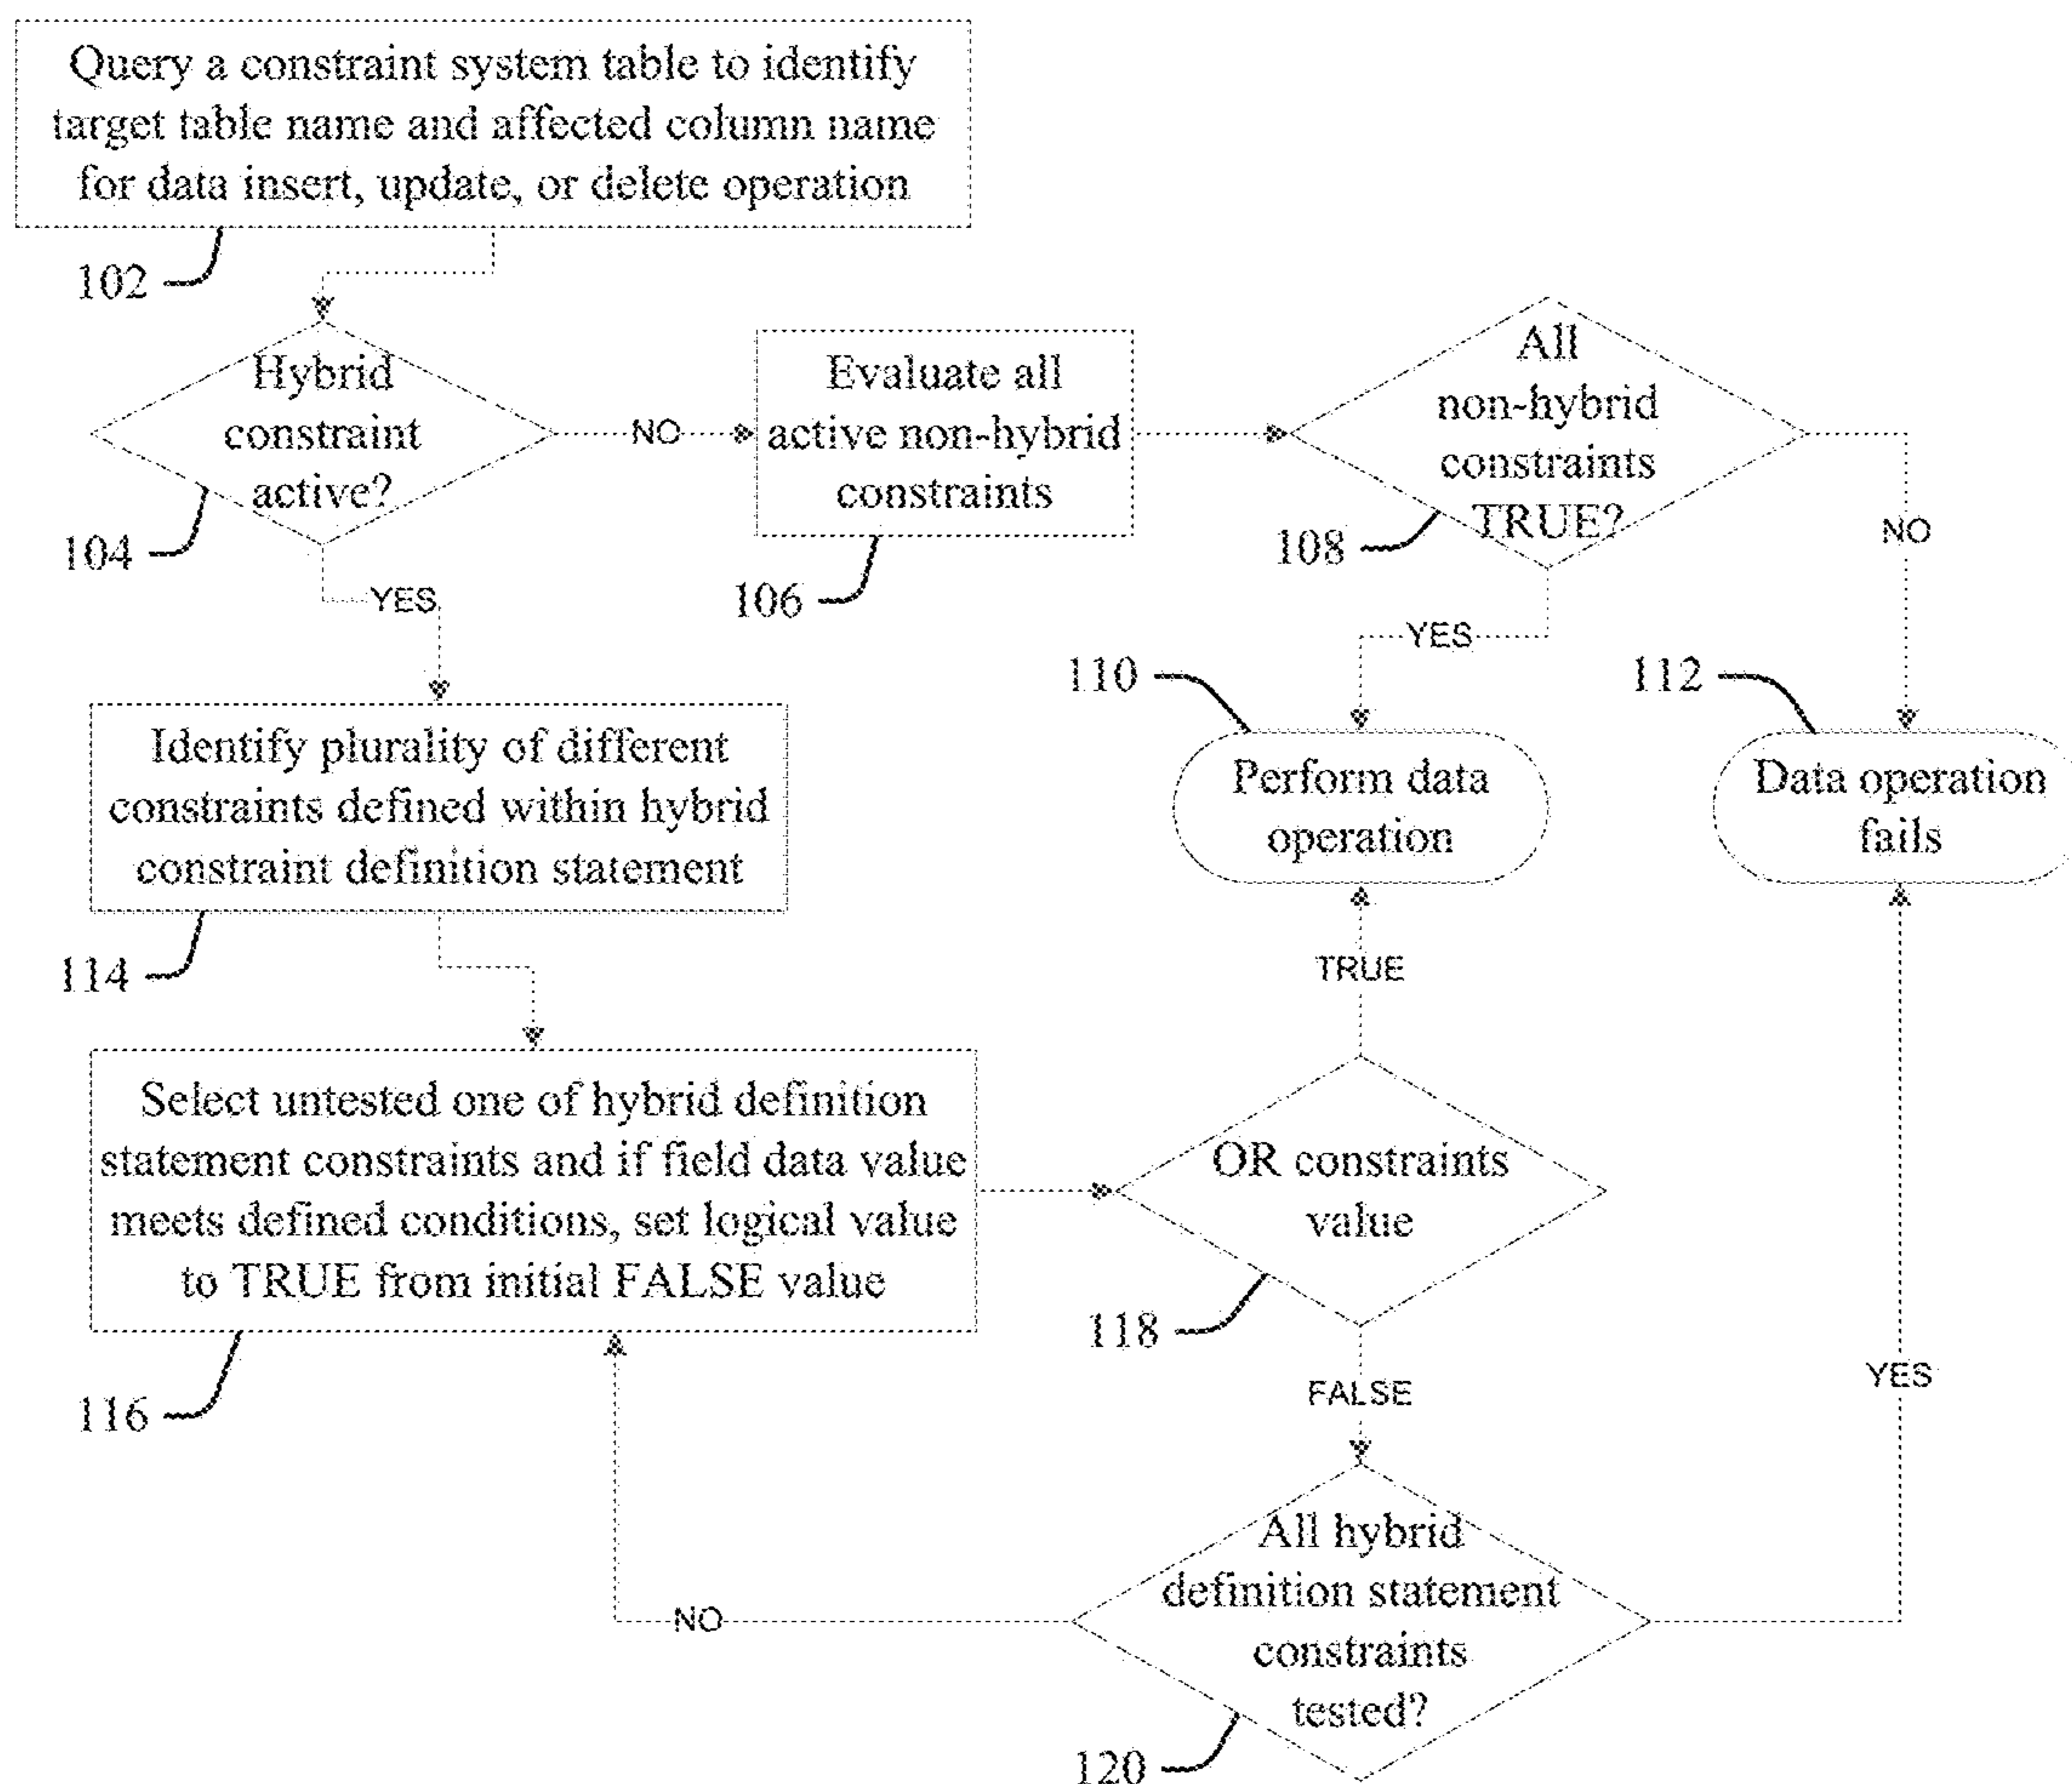 Query a constraint system table to identify
target table name and affected column name
for data insert, update, or delete operation
102
Hybrid
constraint
active?
104
NO
Evaluate all
active non-hybrid
constraints
106
All
non-hybrid
constraints
TRUE?
108
NO
YES
YES
110
112
Identify plurality of different
constraints defined within hybrid
constraint definition statement
114
Perform data
operation
Data operation
fails
TRUE
Select untested one of hybrid definition
statement constraints and if field data value
meets defined conditions, set logical value
to TRUE from initial FALSE value
116
OR constraints
value
118
FALSE
YES
All hybrid
definition statement
constraints
tested?
NO
120